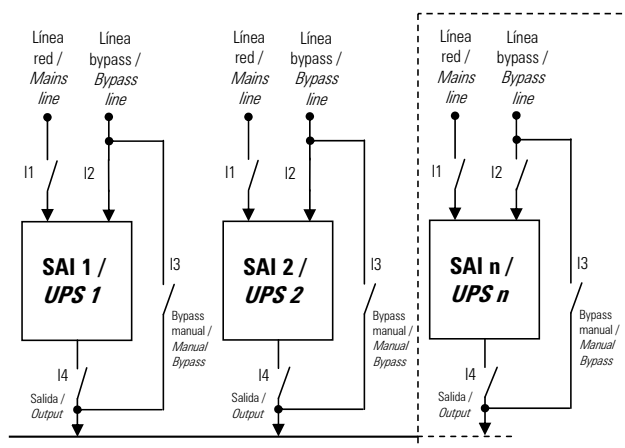 Línea
red /
Mains
line
Línea
bypass /
Bypass
line
I1
I2
SAI 1 /
UPS 1
I3
Bypass
manual /
Manual
Bypass
I4
Salida /
Output
Línea
red /
Mains
line
Línea
bypass /
Bypass
line
I1
I2
SAI 2 /
UPS 2
I3
Bypass
manual /
Manual
Bypass
I4
Salida /
Output
Línea
red /
Mains
line
Línea
bypass /
Bypass
line
I1
I2
SAI n /
UPS n
I3
Bypass
manual /
Manual
Bypass
I4
Salida /
Output